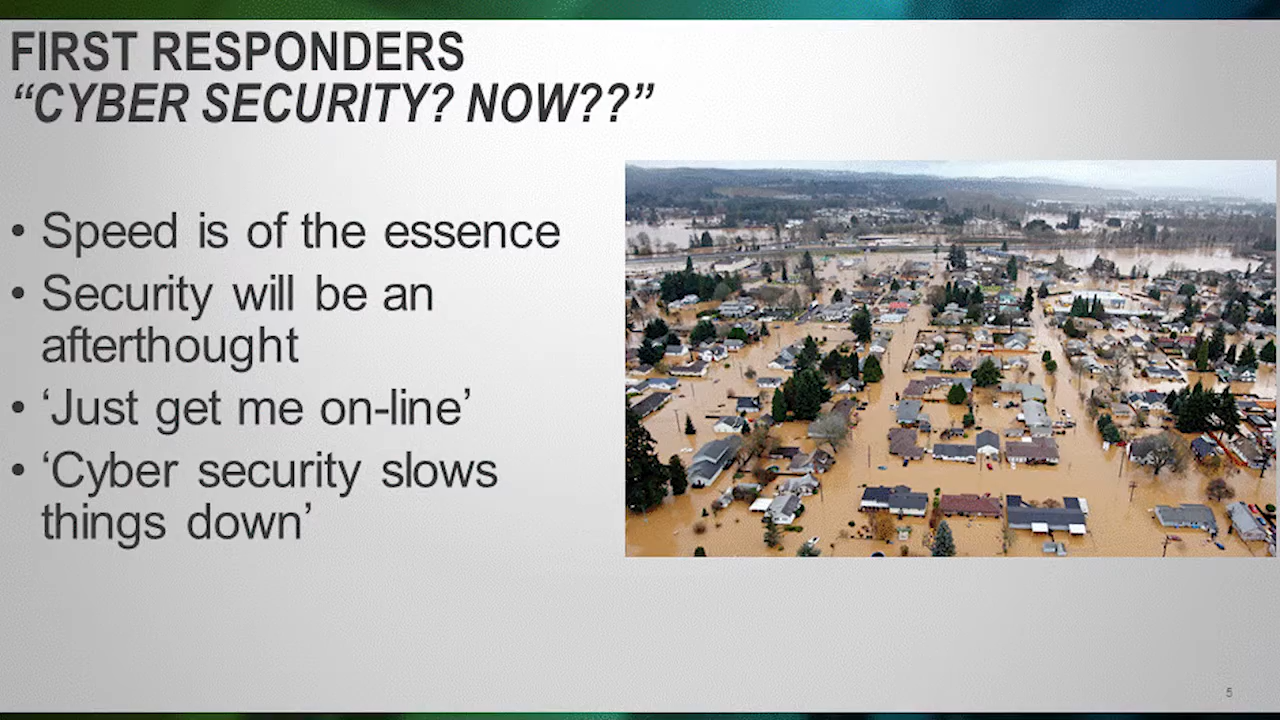 FIRST RESPONDERS
“CYBER SECURITY? NOW??”
• Speed is of the essence
• Security will be an
afterthought
• ‘Just get me on-line’
• ‘Cyber security slows
things down’
5